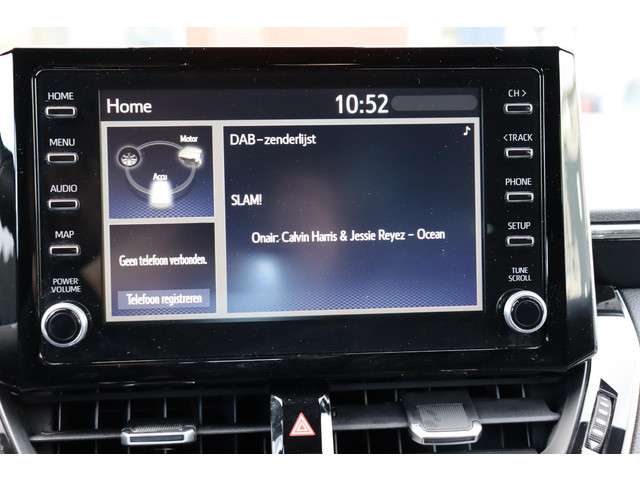 HOME
MENU
AUDIO
MAP
POWER
VOLUME
Home
10:52
Motor
Accu
Geen telefoon verbonden.
Telefoon registreren
DAB-zenderlijst
SLAM!
Onair: Calvin Harris & Jessie Reyez - Ocean
CH >
<TRACK
PHONE
SETUP
TUNE
SCROLL